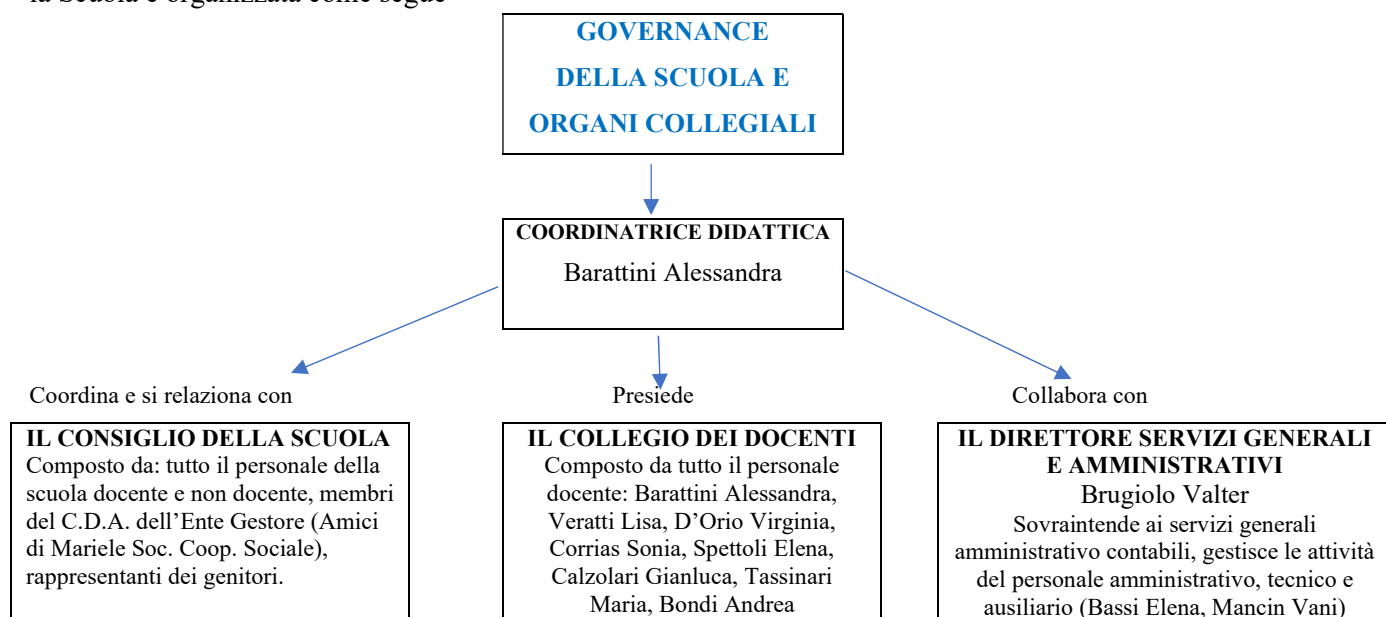 la Scuola è organizzata come segue
GOVERNANCE
DELLA SCUOLA E
ORGANI COLLEGIALI
COORDINATRICE DIDATTICA
Barattini Alessandra
Coordina e si relaziona con
IL CONSIGLIO DELLA SCUOLA
Composto da: tutto il personale della
scuola docente e non docente, membri
del C.D.A. dell’Ente Gestore (Amici
di Mariele Soc. Coop. Sociale),
rappresentanti dei genitori.
Presiede
IL COLLEGIO DEI DOCENTI
Composto da tutto il personale
docente: Barattini Alessandra,
Veratti Lisa, D’Orio Virginia,
Corrias Sonia, Spettoli Elena,
Calzolari Gianluca, Tassinari
Maria, Bondi Andrea
Collabora con
IL DIRETTORE SERVIZI GENERALI
E AMMINISTRATIVI
Brugiolo Valter
Sovraintende ai servizi generali
amministrativo contabili, gestisce le attività
del personale amministrativo, tecnico e
ausiliario (Bassi Elena, Mancin Vani)